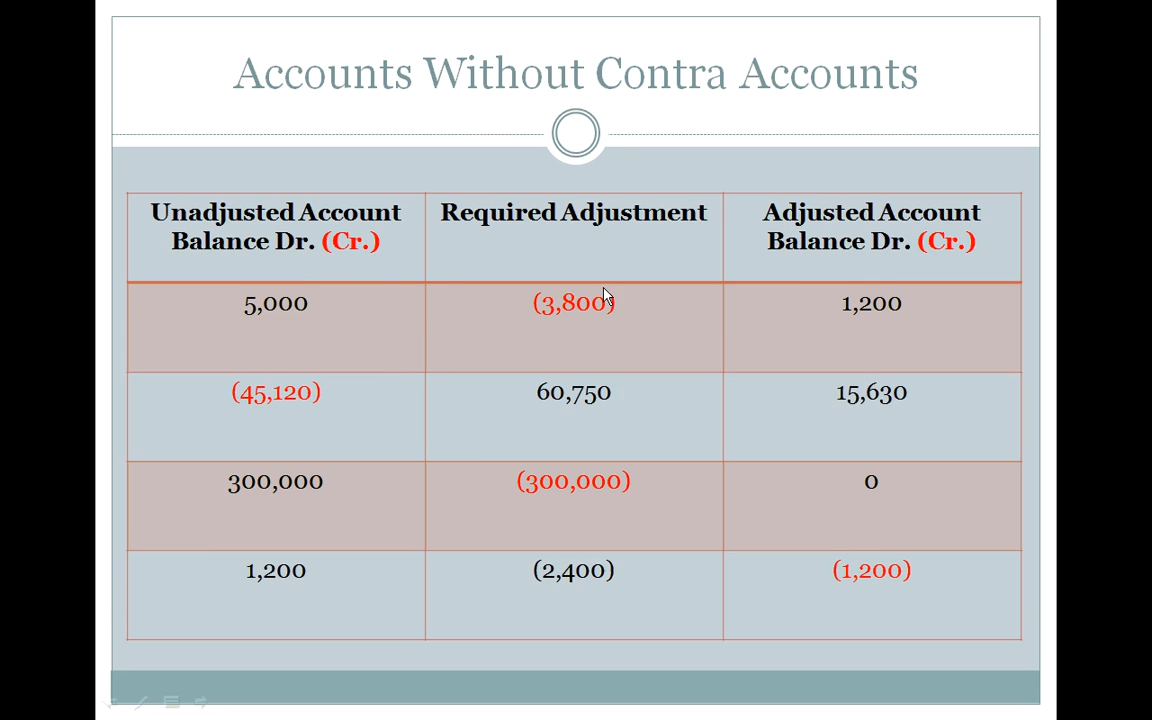 Accounts Without Contra Accounts
Unadjusted Account
Balance Dr. (Cr.)
Required Adjustment
Adjusted Account
Balance Dr. (Cr.)
5,000
(3,800)
1,200
(45,120)
60,750
15,630
300,000
(300,000)
0
1,200
(2,400)
(1,200)